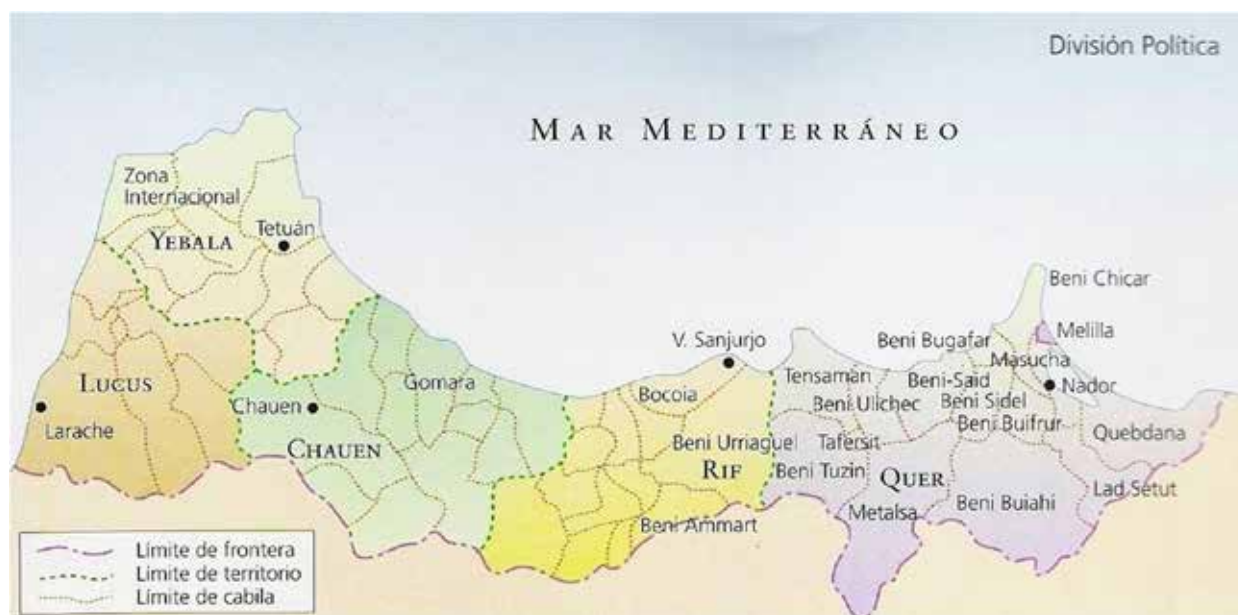 División Política
MAR MEDITERRÁNEO
Zona
Internacional
Tetuán
YEBALA
Beni Chicar
Melilla
V. Sanjurjo
Beni Bugafar
Masucha
LUCUS
Gomara
Bocoia
Tensaman
Beni-Said
Nador
Larache
Chauen
Beni Ulichec
Beni Sidel
Beni Buifrur
Quebdana
CHAUEN
Beni Urriaguel
Tafersit
RIF
Beni Tuzin
QUER
Lad Setut
Beni Ammart
Metalsa
Beni Buiahi
Límite de frontera
Límite de territorio
Límite de cabila